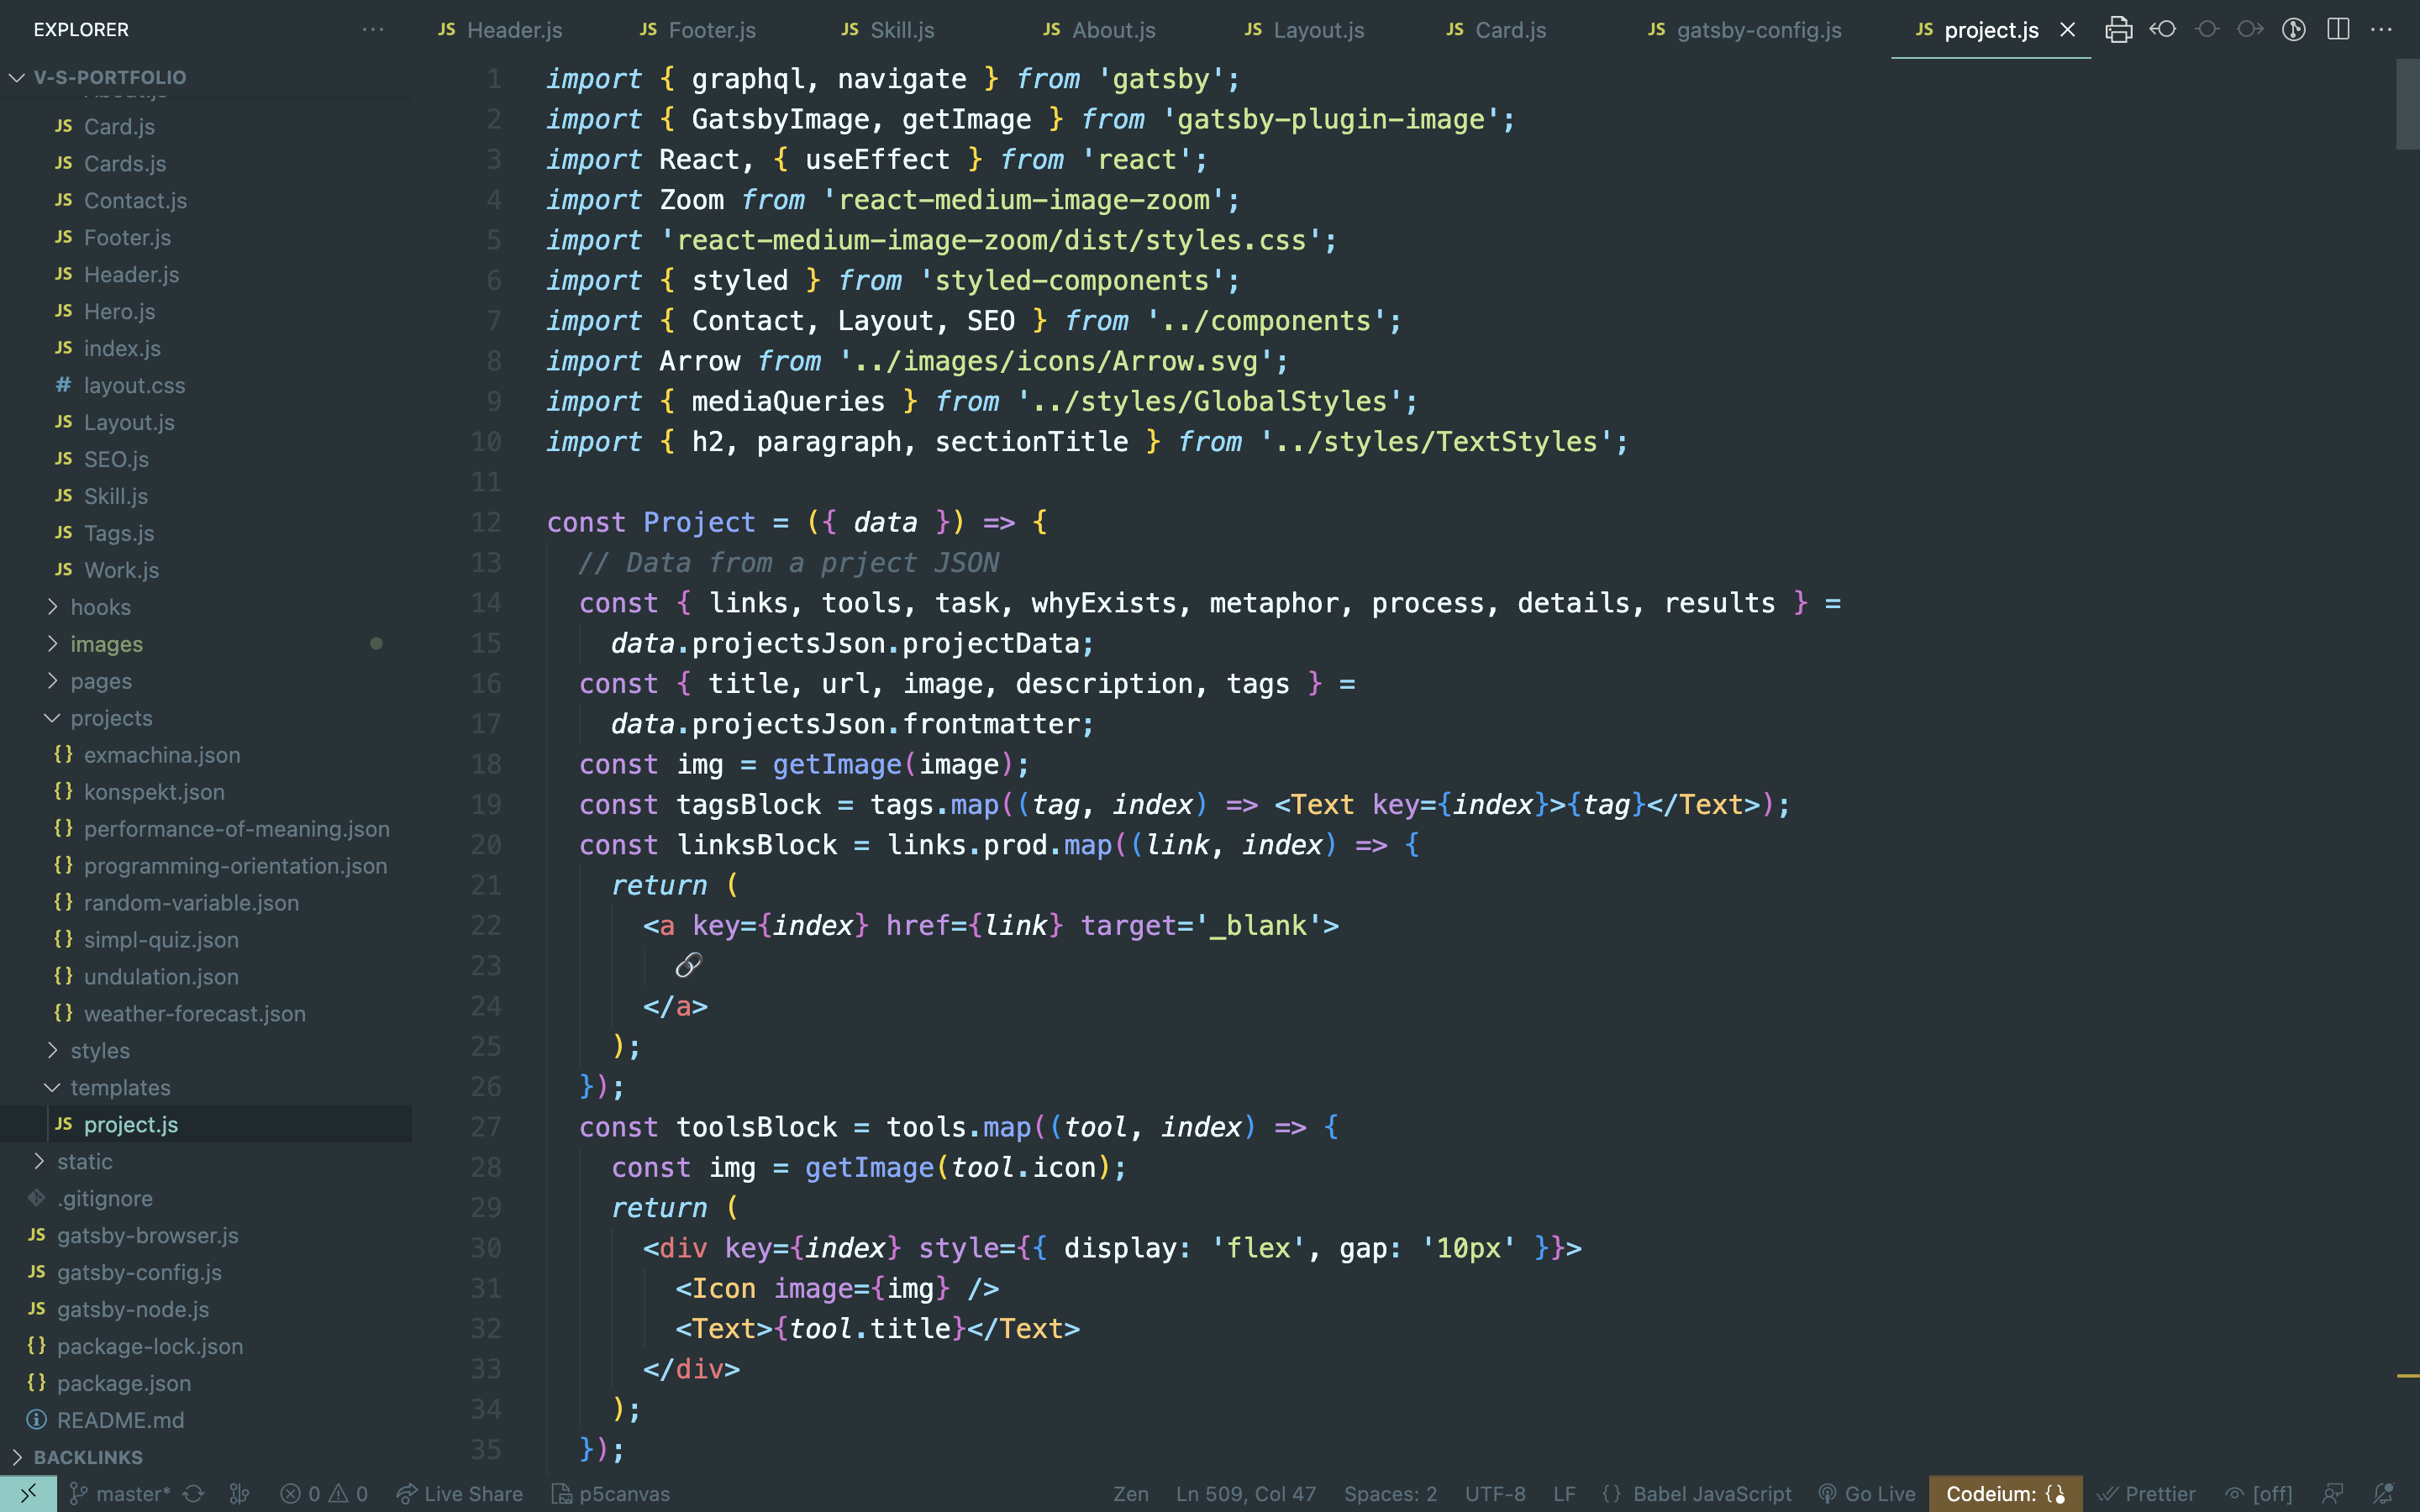 EXPLORER
V-S-PORTFOLIO
About.js
Card.js
Cards.js
Contact.js
Footer.js
Header.js
Hero.js
index.js
layout.css
Layout.js
SEO.js
Skill.js
Tags.js
Work.js
hooks
images
pages
projects
exmachina.json
konspekt.json
performance-of-meaning.json
programming-orientation.json
random-variable.json
simpl-quiz.json
undulation.json
weather-forecast.json
styles
templates
project.js
static
.gitignore
gatsby-browser.js
gatsby-config.js
gatsby-node.js
package-lock.json
package.json
README.md
BACKLINKS
JS Header.js JS Footer.js JS Skill.js JS About.js JS Layout.js JS Card.js JS gatsby-config.js JS project.js
1 import { graphql, navigate } from 'gatsby';
2 import { GatsbyImage, getImage } from 'gatsby-plugin-image';
3 import React, { useEffect } from 'react';
4 import Zoom from 'react-medium-image-zoom';
5 import 'react-medium-image-zoom/dist/styles.css';
6 import { styled } from 'styled-components';
7 import { Contact, Layout, SEO } from '../components';
8 import Arrow from '../images/icons/Arrow.svg';
9 import { mediaQueries } from '../styles/GlobalStyles';
10 import { h2, paragraph, sectionTitle } from '../styles/TextStyles';
11
12 const Project = ({ data }) => {
13 // Data from a prject JSON
14 const { links, tools, task, whyExists, metaphor, process, details, results } =
15 data.projectsJson.projectData;
16 const { title, url, image, description, tags } =
17 data.projectsJson.frontmatter;
18 const img = getImage(image);
19 const tagsBlock = tags.map((tag, index) => <Text key={index}>{tag}</Text>);
20 const linksBlock = links.prod.map((link, index) => {
21 return (
22 <a key={index} href={link} target='_blank'>
23 🔗
24 </a>
25 );
26 });
27 const toolsBlock = tools.map((tool, index) => {
28 const img = getImage(tool.icon);
29 return (
30 <div key={index} style={{ display: 'flex', gap: '10px' }}>
31 <Icon image={img} />
32 <Text>{tool.title}</Text>
33 </div>
34 );
35 });
master* 0 0 Live Share p5canvas Zen Ln 509, Col 47 Spaces: 2 UTF-8 LF {} Babel JavaScript Go Live Codeium: {} Prettier [off]